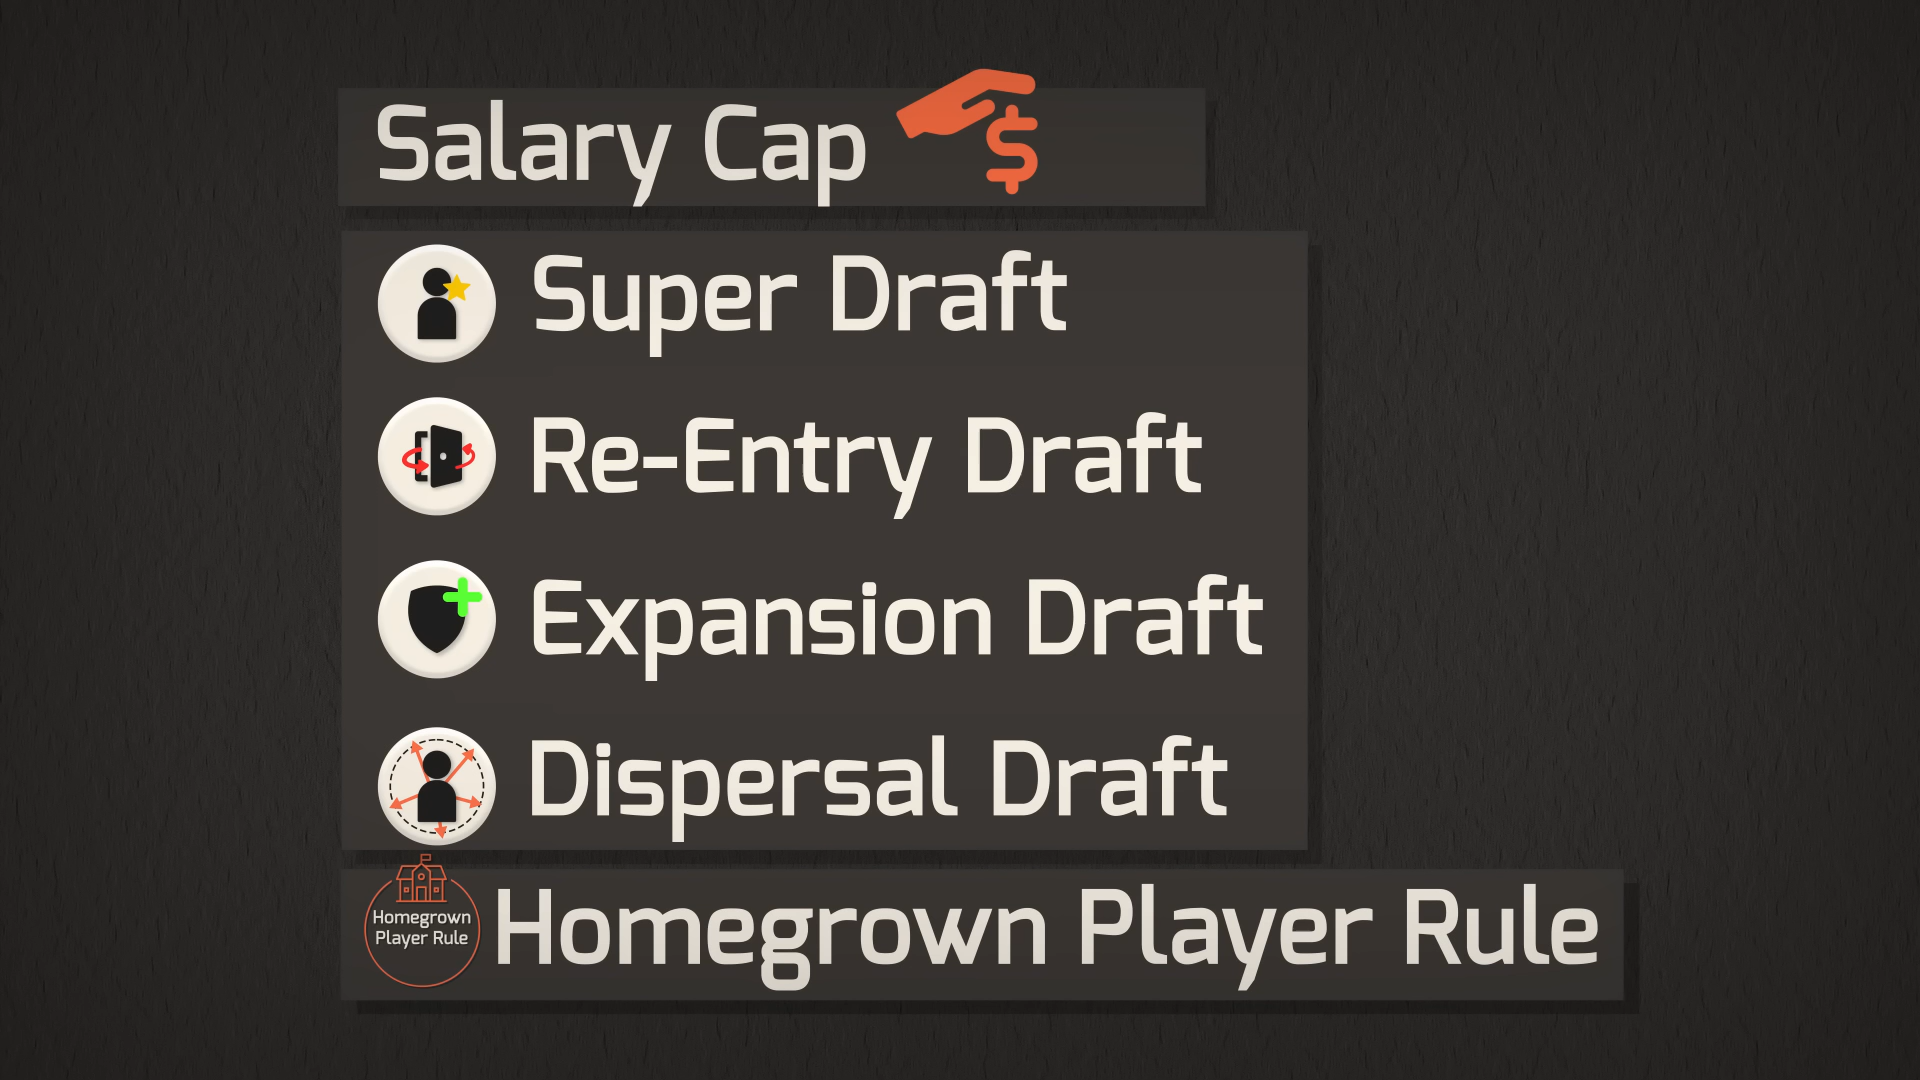 Salary Cap
Super Draft
Re-Entry Draft
Expansion Draft
Dispersal Draft
Homegrown
Player Rule
Homegrown Player Rule